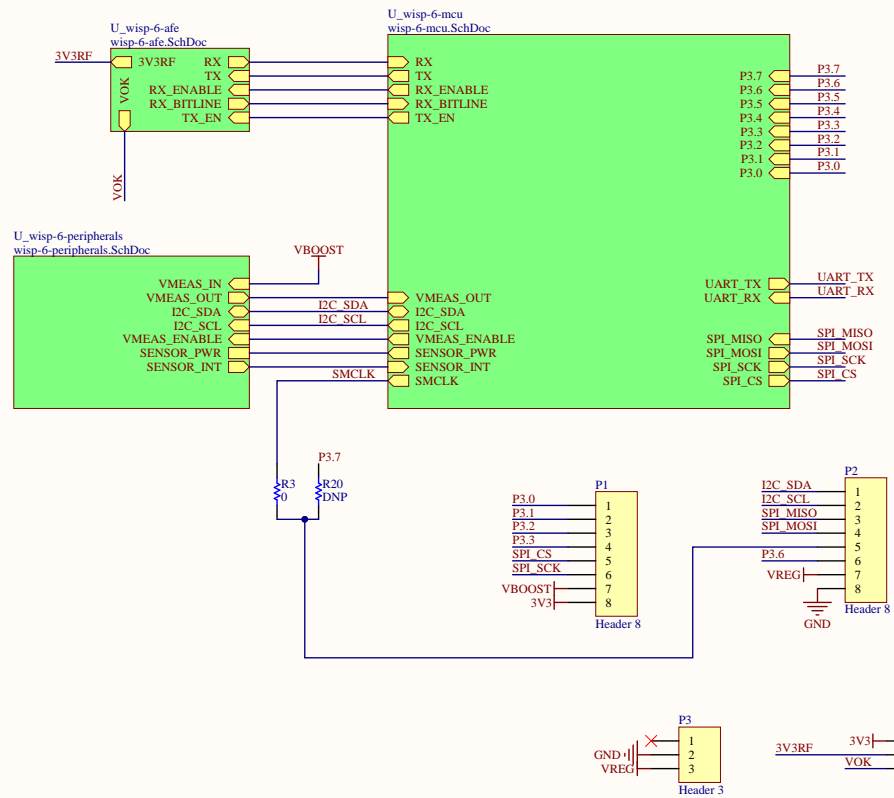 U_wisp-6-afe
wisp-6-afe.SchDoc
3V3RF
3V3RF
VOK
VOK
RX
TX
RX_ENABLE
RX_BITLINE
TX_EN
U_wisp-6-mcu
wisp-6-mcu.SchDoc
RX
TX
RX_ENABLE
RX_BITLINE
TX_EN
P3.7 P3.7
P3.6 P3.6
P3.5 P3.5
P3.4 P3.4
P3.3 P3.3
P3.2 P3.2
P3.1 P3.1
P3.0 P3.0
U_wisp-6-peripherals
wisp-6-peripherals.SchDoc
VBOOST
VMEAS_IN
VMEAS_OUT
I2C_SDA
I2C_SCL
VMEAS_ENABLE
SENSOR_PWR
SENSOR_INT
I2C_SDA
I2C_SCL
SMCLK
VMEAS_OUT
I2C_SDA
I2C_SCL
VMEAS_ENABLE
SENSOR_PWR
SENSOR_INT
SMCLK
UART_TX UART_TX
UART_RX UART_RX
SPI_MISO SPI_MISO
SPI_MOSI SPI_MOSI
SPI_SCK SPI_SCK
SPI_CS SPI_CS
P3.7
R3
0
R20
DNP
P1
P3.0 1
P3.1 2
P3.2 3
P3.3 4
SPI_CS 5
SPI_SCK 6
VBOOST 7
3V3 8
Header 8
P2
I2C_SDA 1
I2C_SCL 2
SPI_MISO 3
SPI_MOSI 4
5
P3.6 6
VREG 7
8
GND
Header 8
P3
1
GND 2
VREG 3
Header 3
3V3
3V3RF
VOK